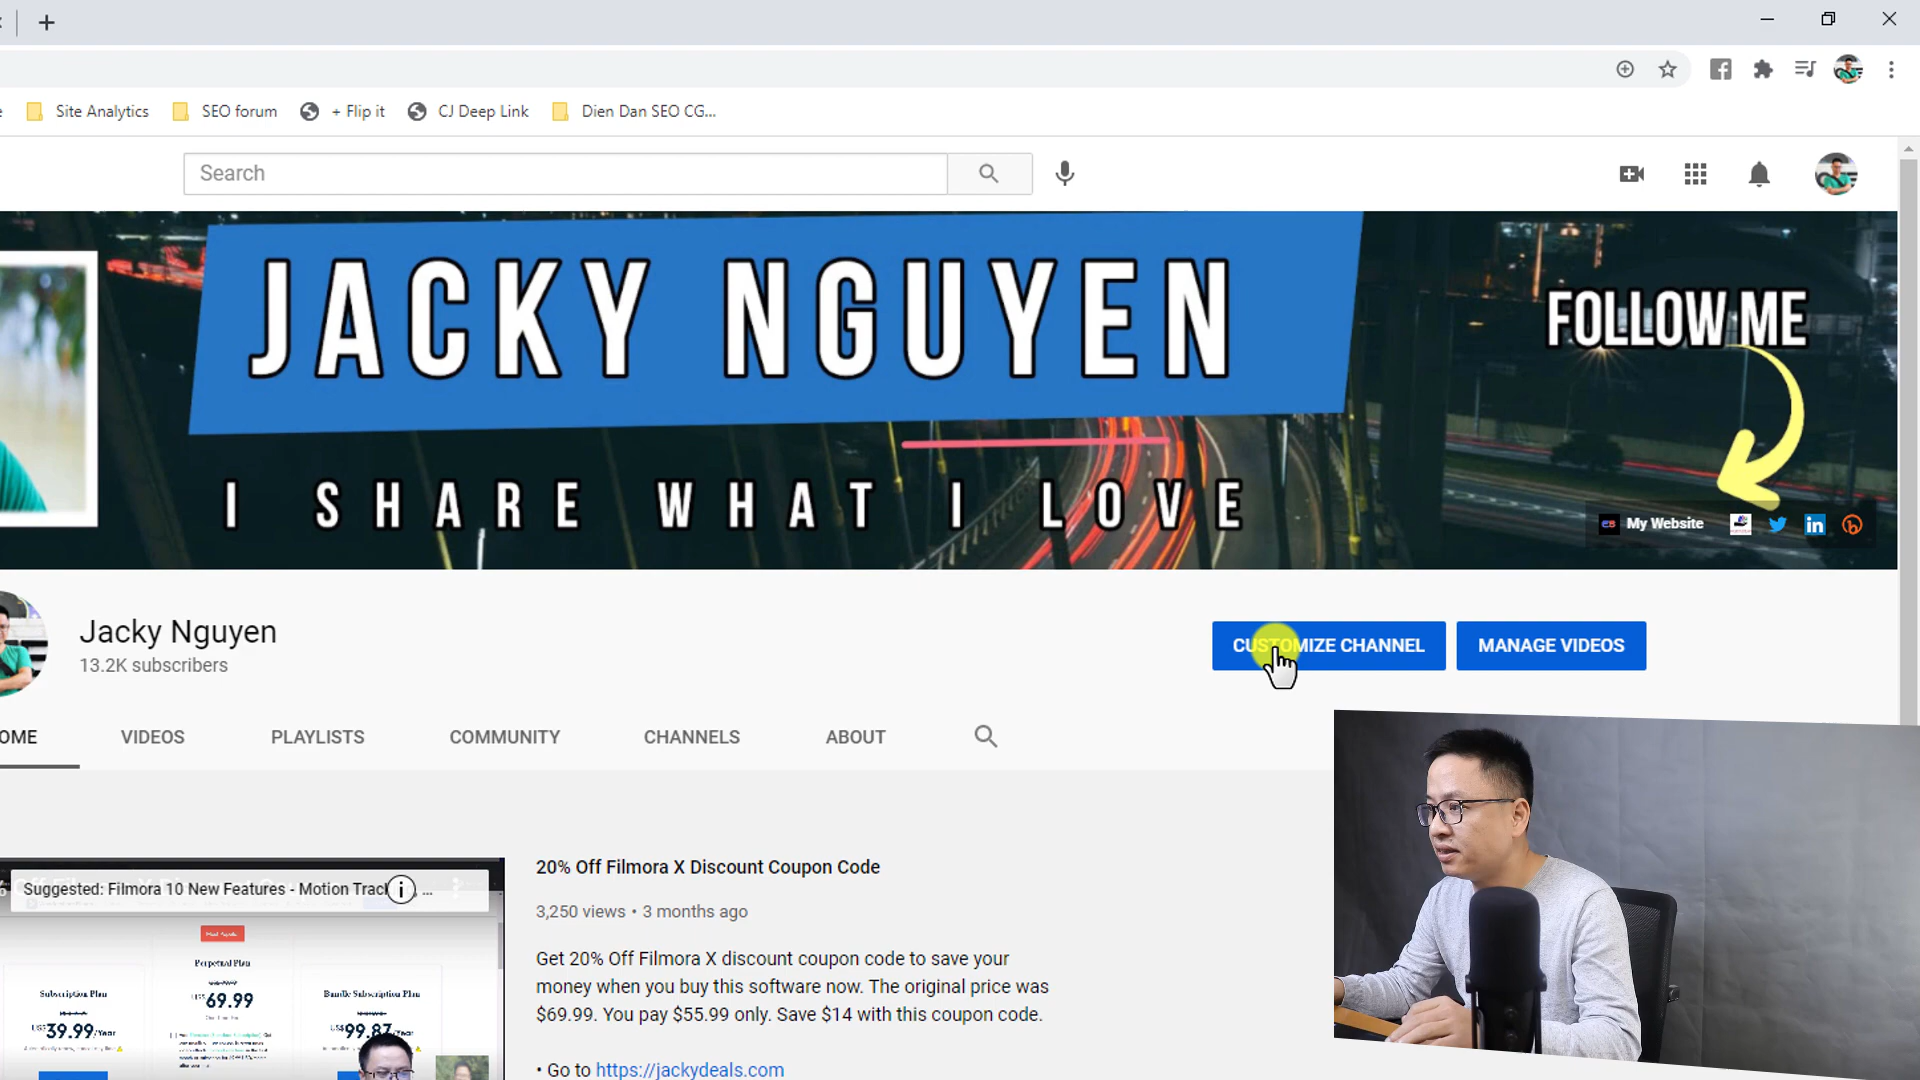 Site Analytics
SEO forum
+ Flip it
CJ Deep Link
Dien Dan SEO CG...
Search
JACKY NGUYEN
I SHARE WHAT I LOVE
FOLLOW ME
My Website
Jacky Nguyen
13.2K subscribers
CUSTOMIZE CHANNEL
MANAGE VIDEOS
OME
VIDEOS
PLAYLISTS
COMMUNITY
CHANNELS
ABOUT
Suggested: Filmora 10 New Features - Motion Track ...
Perpetual Plan
US$69.99
Subscription Plan
US$39.99/Year
Bundle Subscription Plan
US$99.87/Year
20% Off Filmora X Discount Coupon Code
3,250 views • 3 months ago
Get 20% Off Filmora X discount coupon code to save your
money when you buy this software now. The original price was
$69.99. You pay $55.99 only. Save $14 with this coupon code.
• Go to https://jackydeals.com